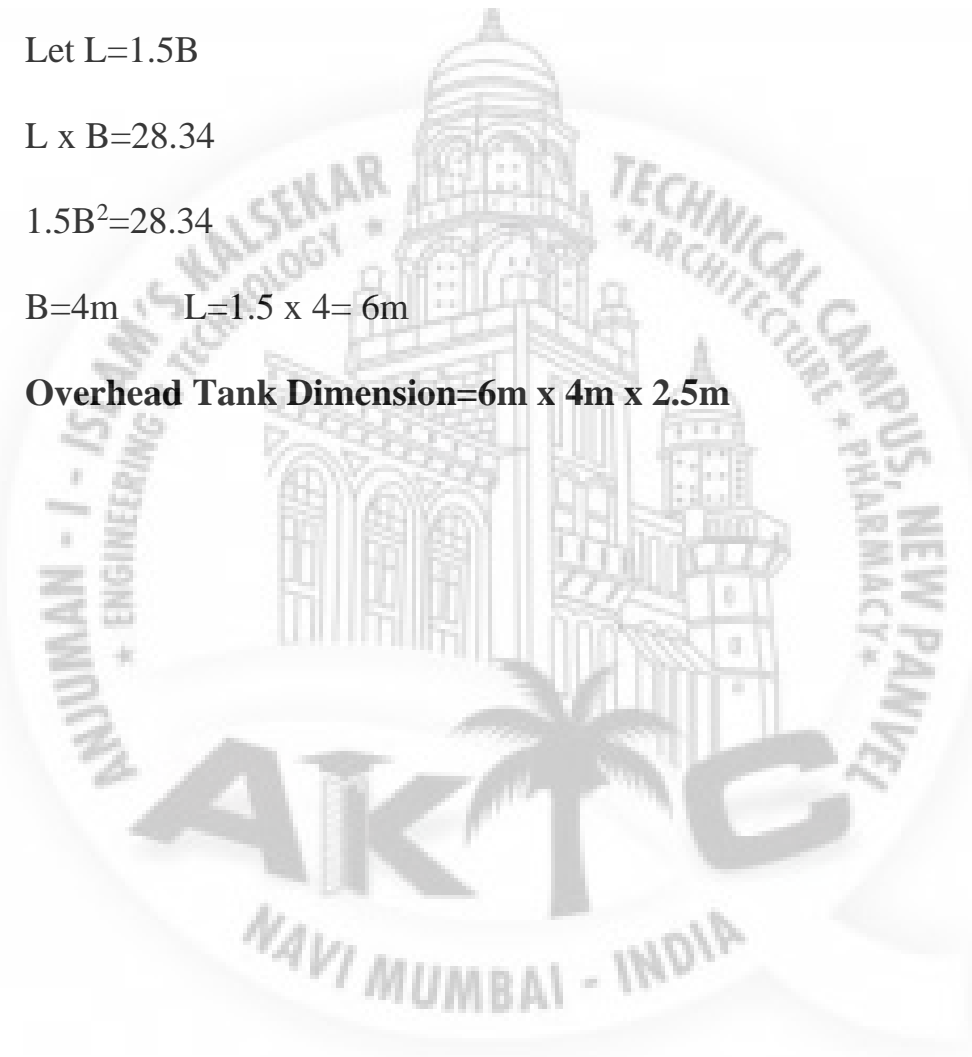 Let L=1.5B
L x B=28.34
1.5B²=28.34
B=4m L=1.5 x 4= 6m
Overhead Tank Dimension=6m x 4m x 2.5m
ANJUMAN - I - ISLAM'S KALSEKAR TECHNICAL CAMPUS, NEW PANVEL
* ENGINEERING * TECHNOLOGY * *ARCHITECTURE * PHARMACY*
AKTC
NAVI MUMBAI - INDIA